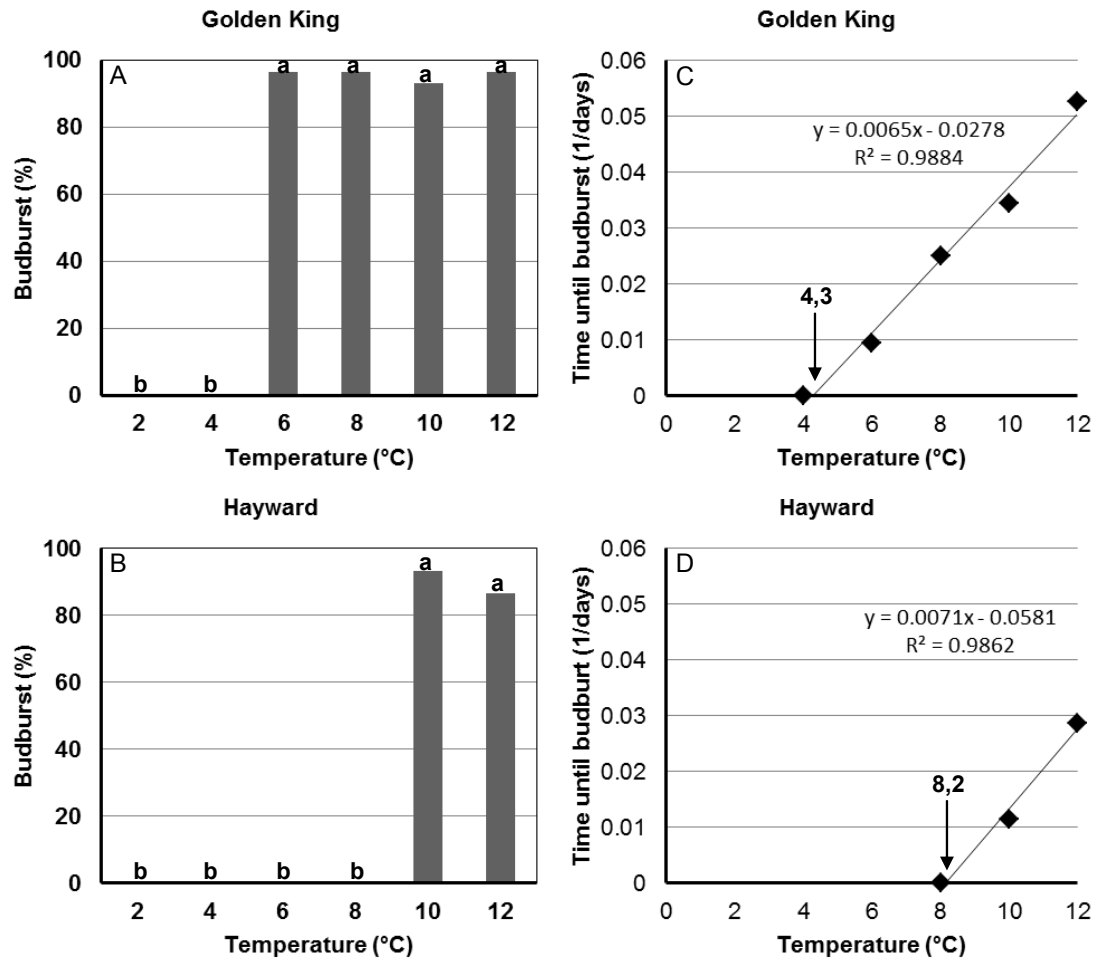 Golden King
A
Budburst (%)
100
80
60
40
20
0
b b a a a a
2 4 6 8 10 12
Temperature (°C)
Golden King
C
Time until budburst (1/days)
0.06
0.05
0.04
0.03
0.02
0.01
0
y = 0.0065x - 0.0278
R² = 0.9884
4,3
0 2 4 6 8 10 12
Temperature (°C)
Hayward
B
Budburst (%)
100
80
60
40
20
0
b b b b a a
2 4 6 8 10 12
Temperature (°C)
Hayward
D
Time until budburt (1/days)
0.06
0.05
0.04
0.03
0.02
0.01
0
y = 0.0071x - 0.0581
R² = 0.9862
8,2
0 2 4 6 8 10 12
Temperature (°C)